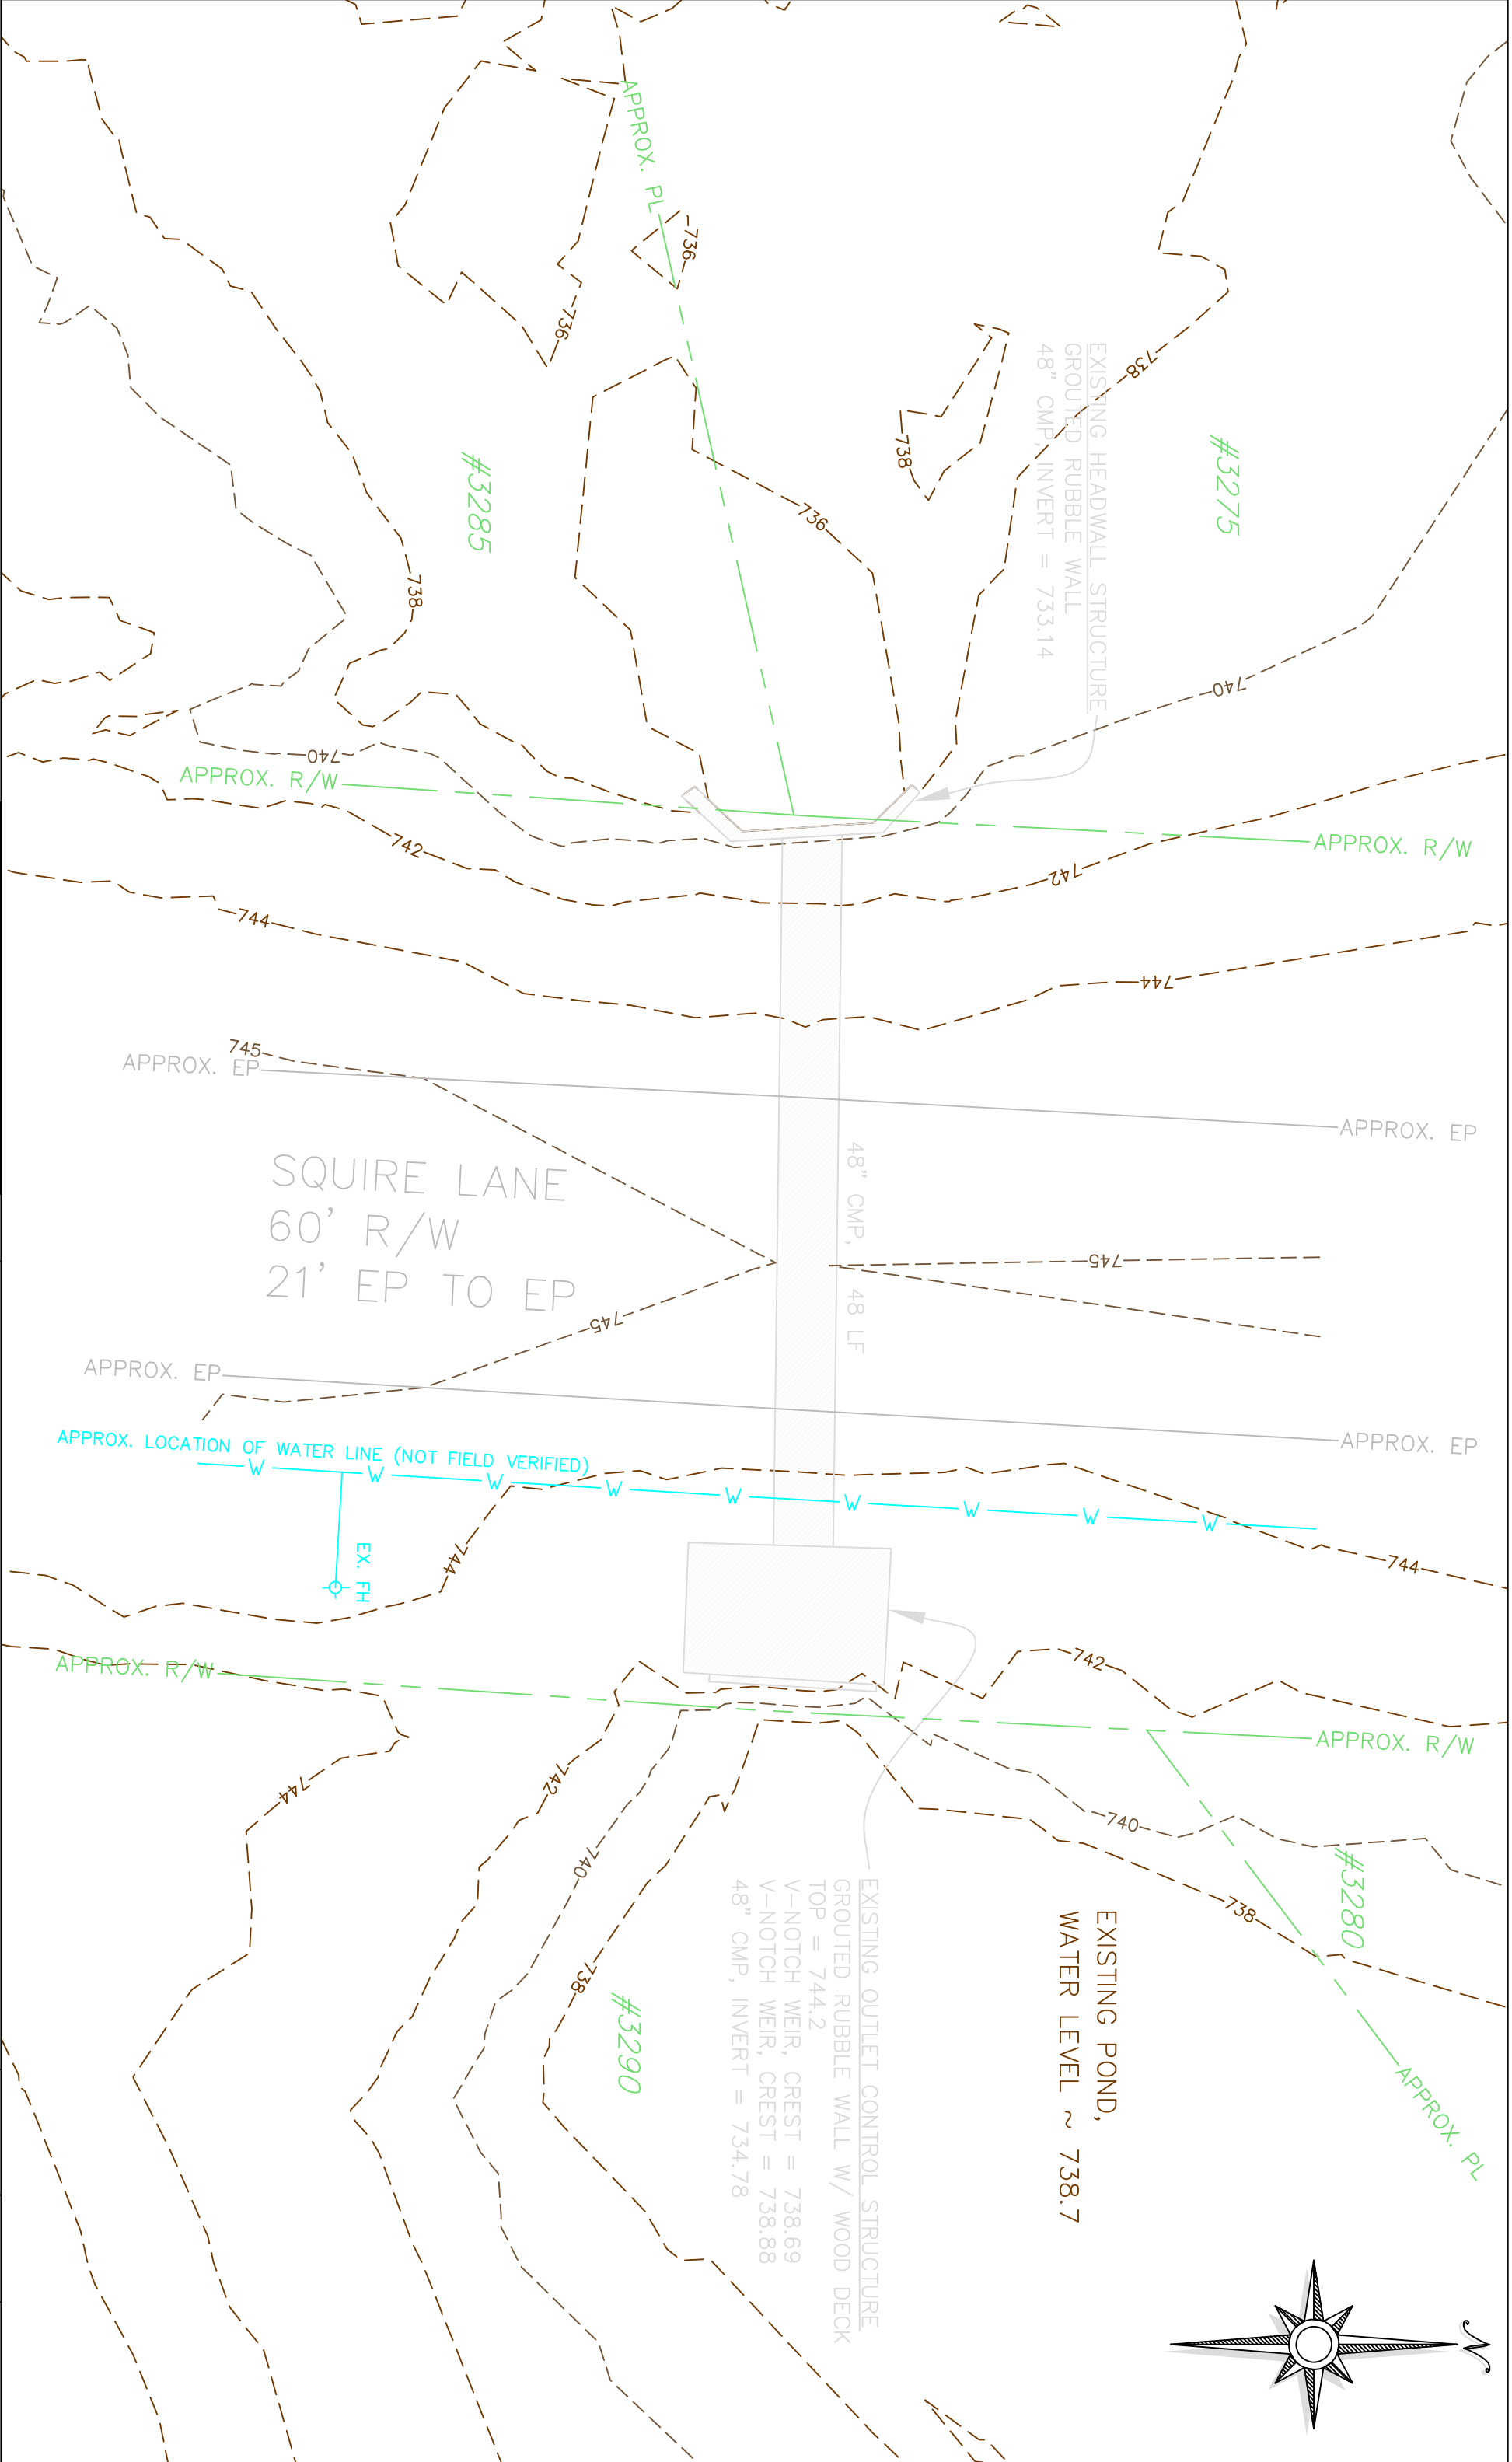 APPROX. PL
736
736
738
738
EXISTING HEADWALL STRUCTURE
GROUTED RUBBLE WALL
48" CMP, INVERT = 733.14
#3275
#3285
736
738
740
740
APPROX. R/W
APPROX. R/W
742
742
744
744
745
APPROX. EP
APPROX. EP
48" CMP, 48 LF
SQUIRE LANE
60' R/W
21' EP TO EP
745
745
APPROX. EP
APPROX. EP
APPROX. LOCATION OF WATER LINE (NOT FIELD VERIFIED)
W W W W W W W W W
EX. FH
744
744
742
APPROX. R/W
APPROX. R/W
744
742
740
740
#3280
738
738
EXISTING POND,
WATER LEVEL ~ 738.7
EXISTING OUTLET CONTROL STRUCTURE
GROUTED RUBBLE WALL W/ WOOD DECK
TOP = 744.2
V-NOTCH WEIR, CREST = 738.69
V-NOTCH WEIR, CREST = 738.88
48" CMP, INVERT = 734.78
#3290
APPROX. PL
N